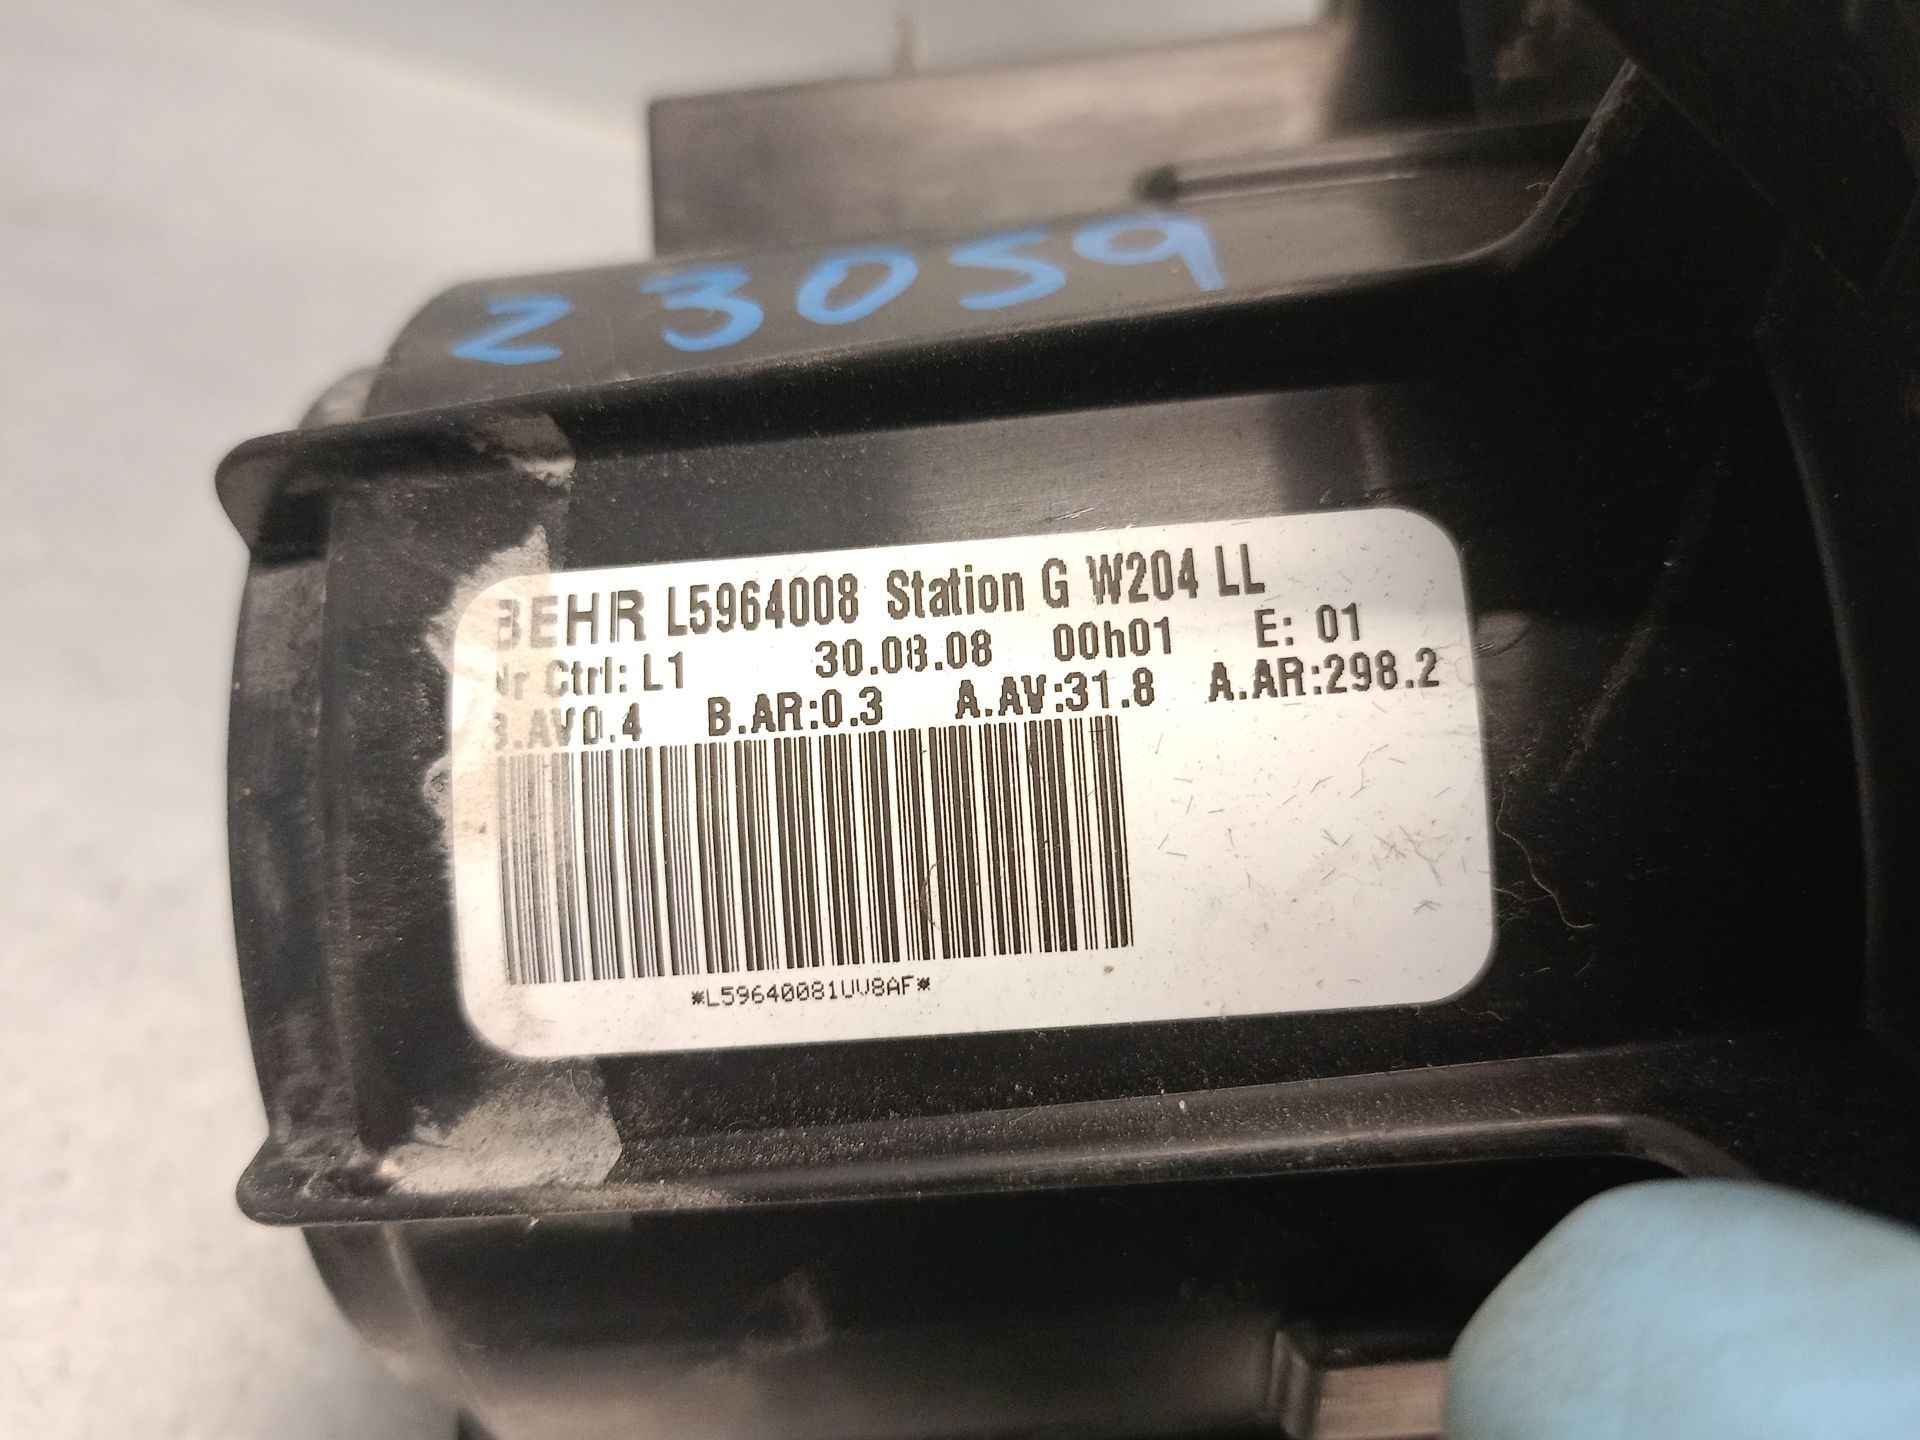 23059
BEHR L5964008 Station G W204 LL
Nr Ctrl: L1 30.08.08 00h01 E: 01
B.AV0.4 B.AR:0.3 A.AV:31.8 A.AR:298.2
*L59640081UV8AF*